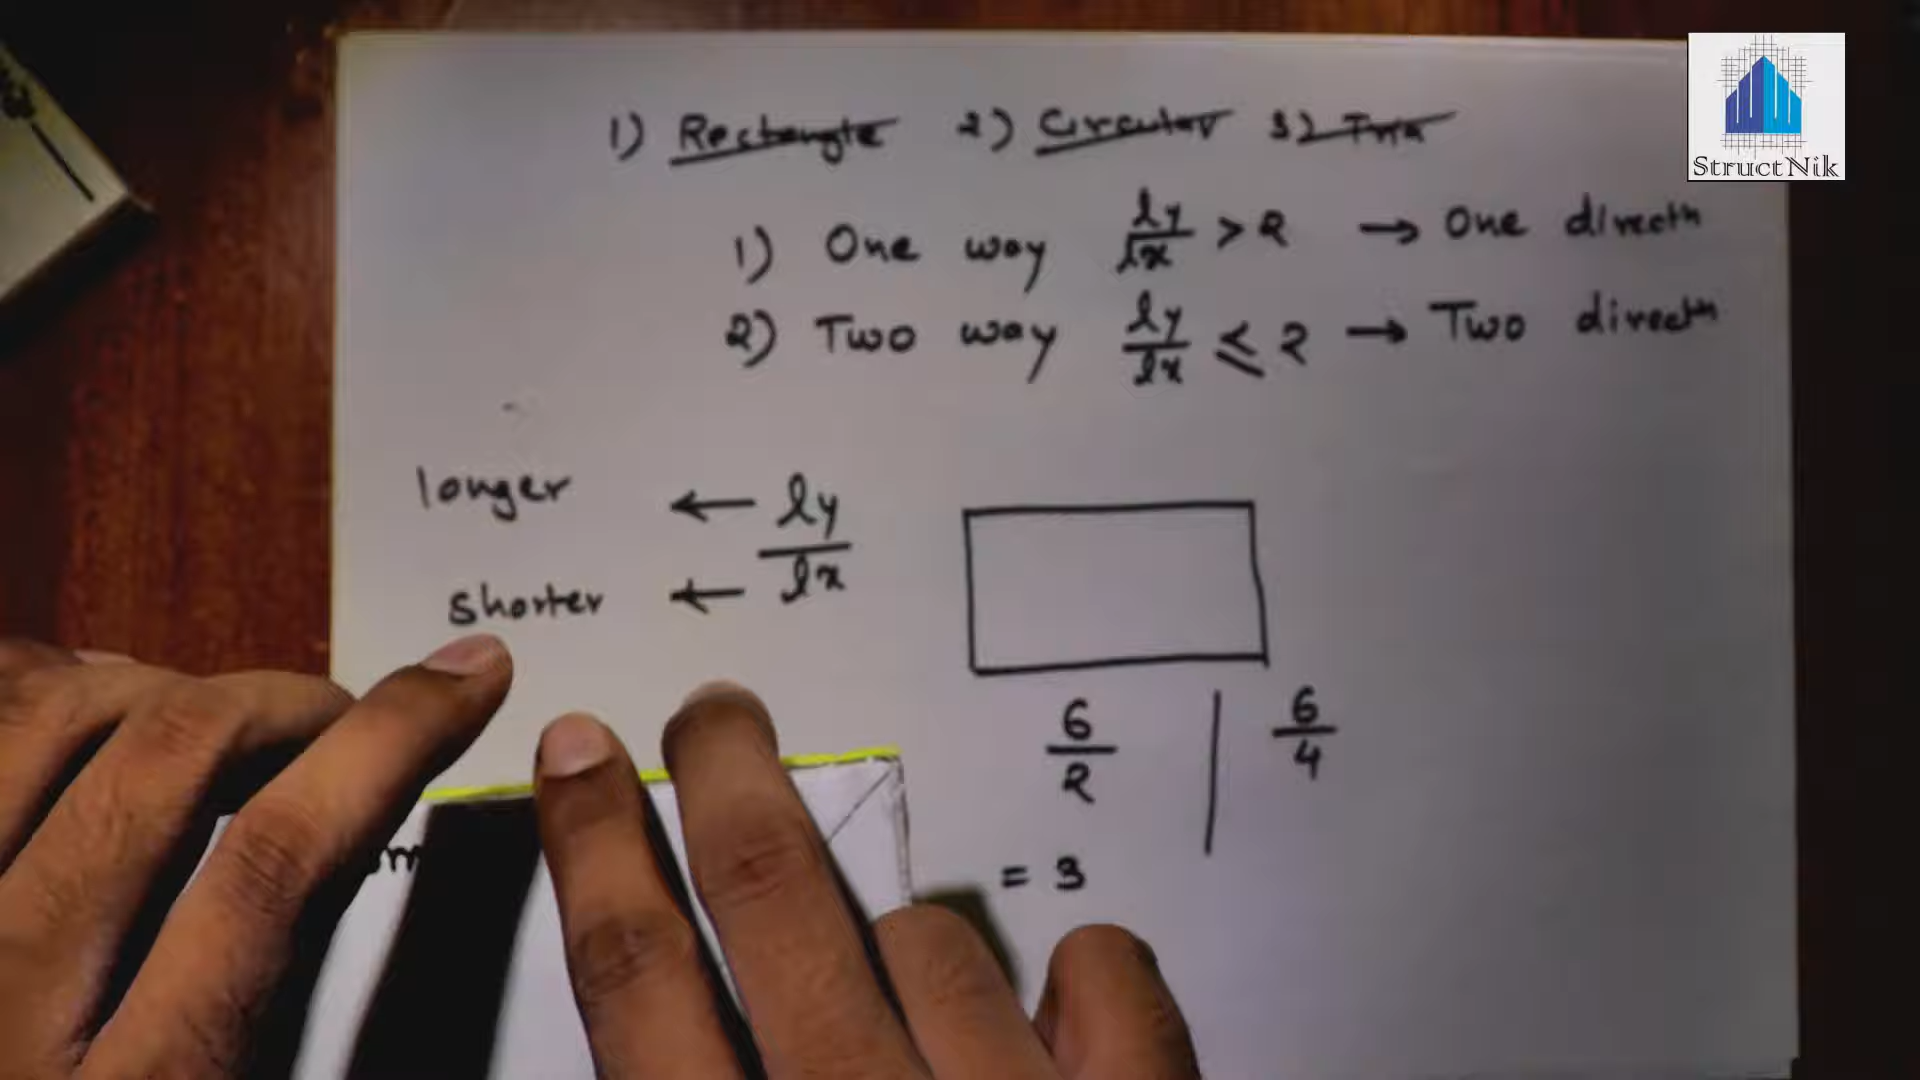 1) Rectangle 2) Circular 3)
1) One way ly/lx > 2 → One directn
2) Two way ly/lx ≤ 2 → Two directn
longer ← ly
shorter ← lx
6/2 | 6/4
= 3
StructNik